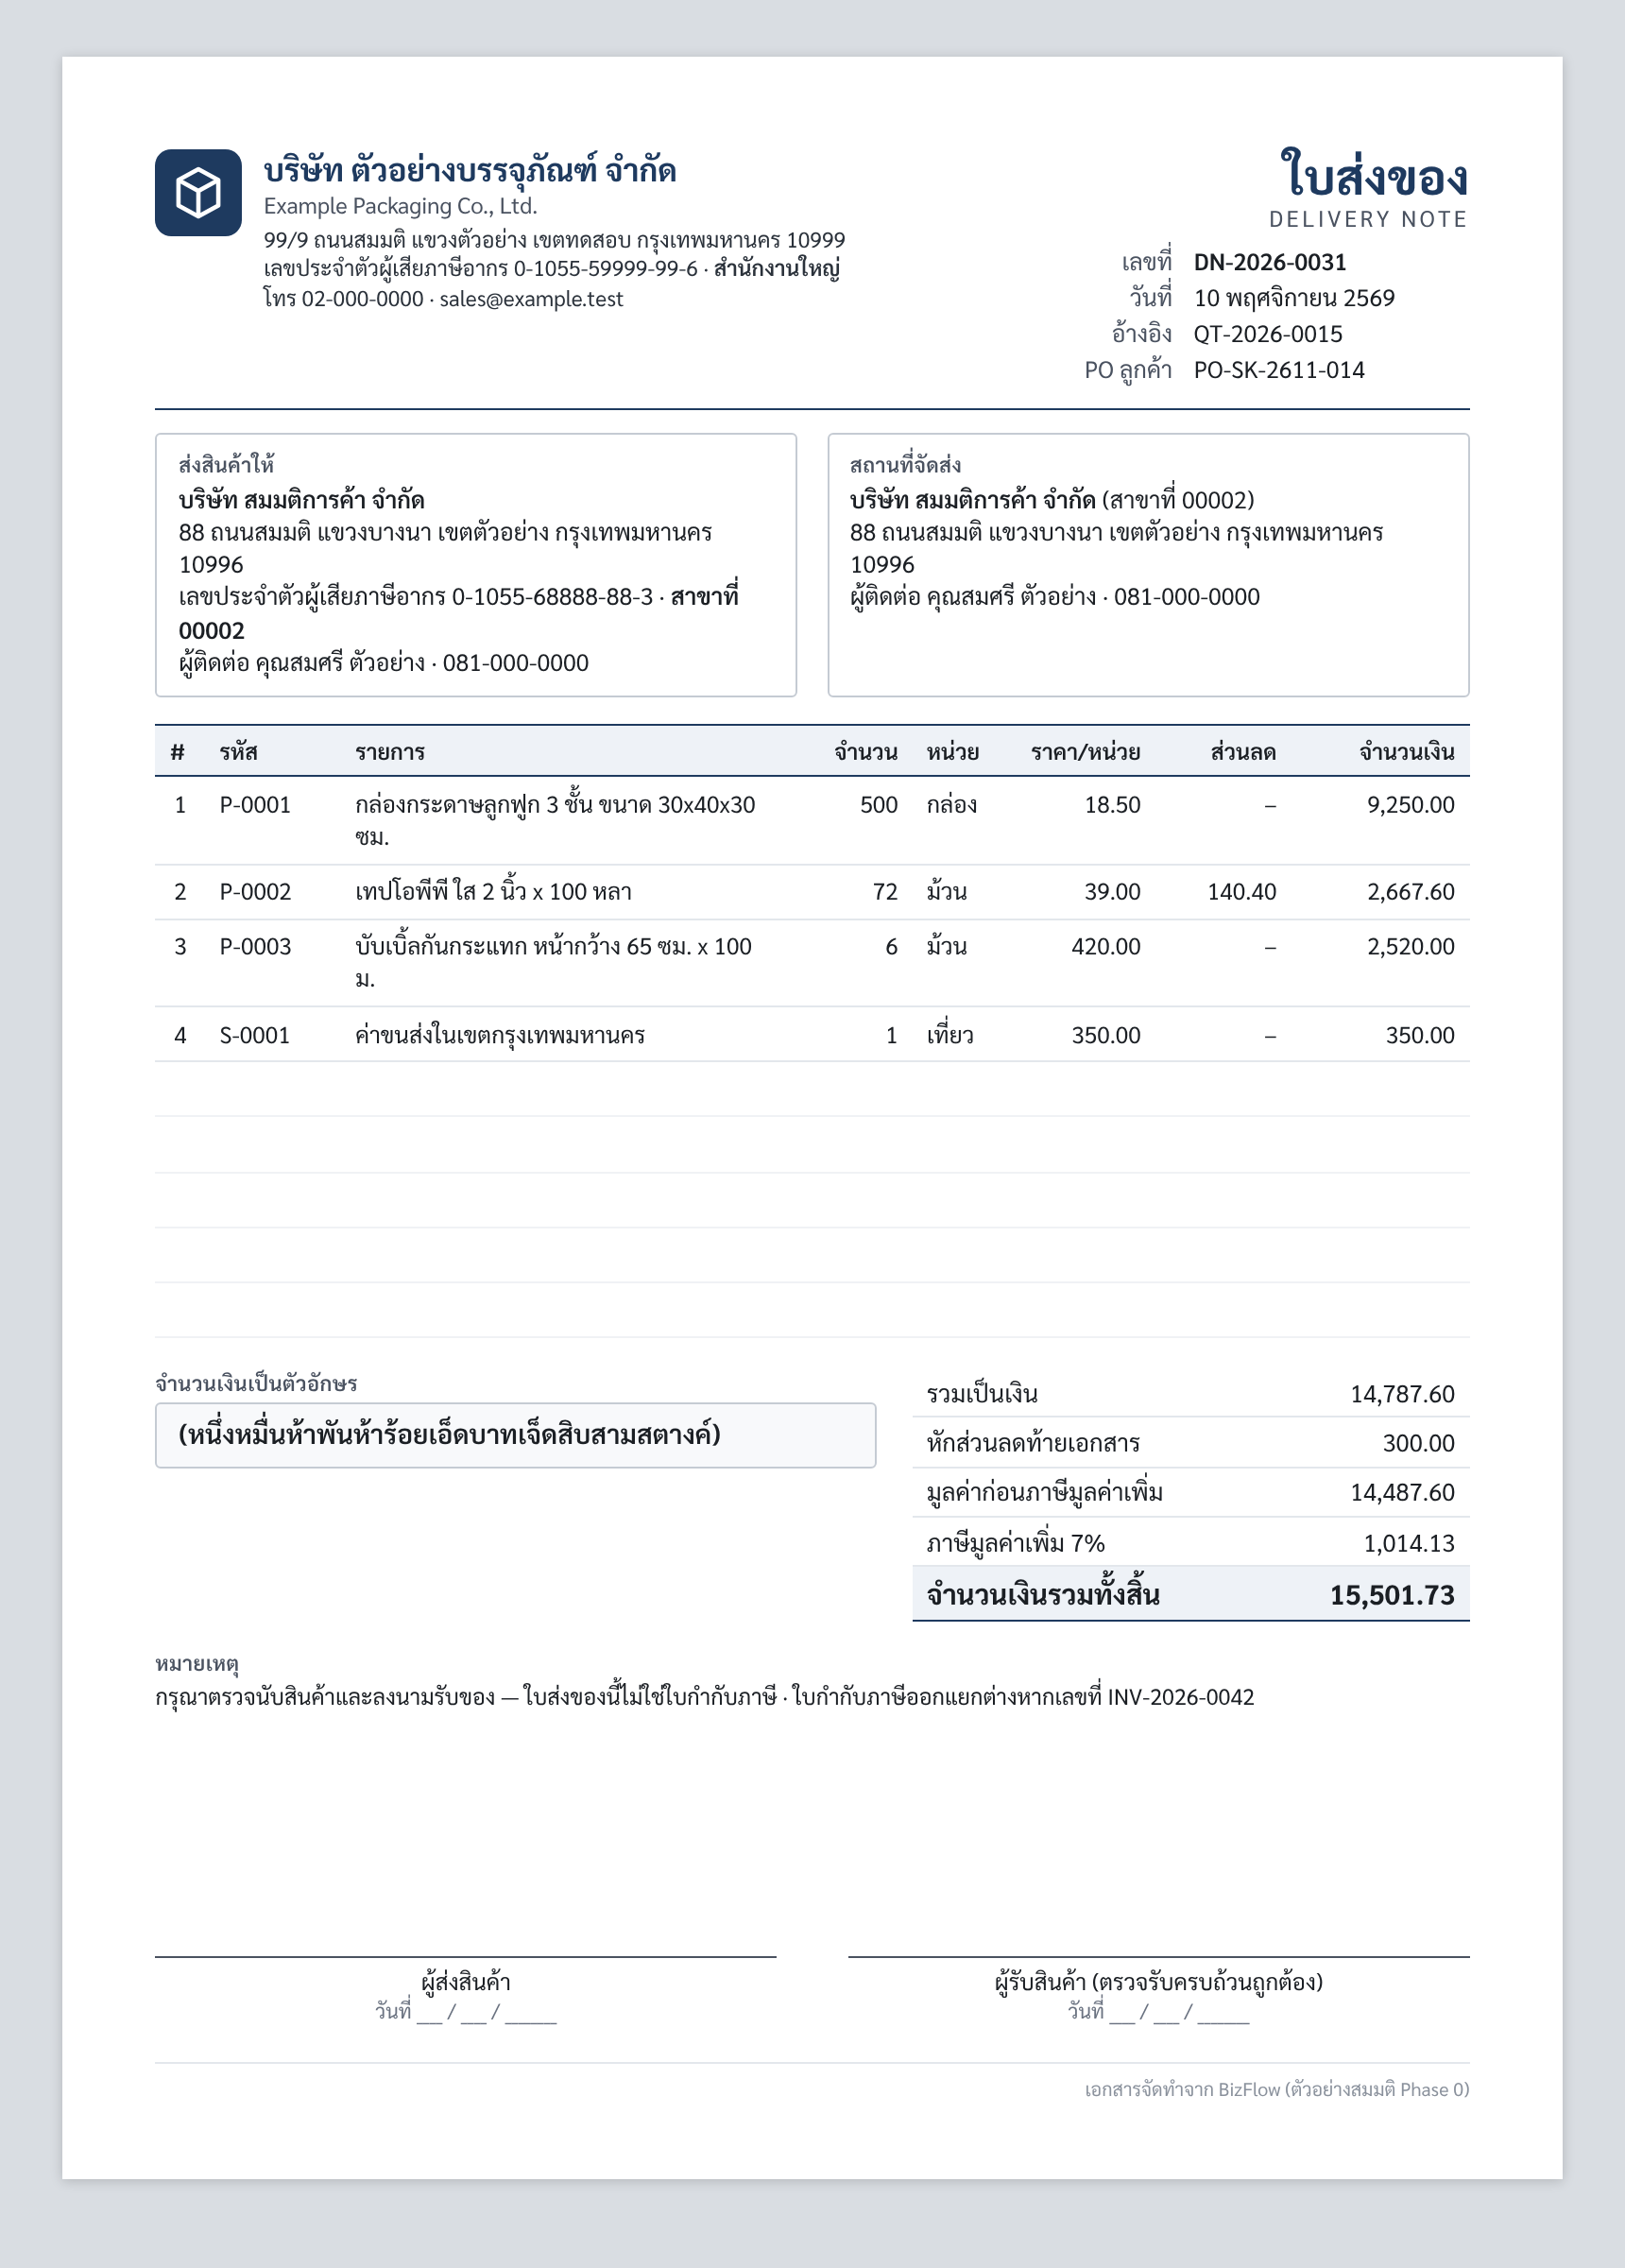 บริษัท ตัวอย่างบรรจุภัณฑ์ จำกัด
Example Packaging Co., Ltd.
99/9 ถนนสมมติ แขวงตัวอย่าง เขตทดสอบ กรุงเทพมหานคร 10999
เลขประจำตัวผู้เสียภาษีอากร 0-1055-59999-99-6 · สำนักงานใหญ่
โทร 02-000-0000 · sales@example.test
ใบส่งของ
DELIVERY NOTE
เลขที่ DN-2026-0031
วันที่ 10 พฤศจิกายน 2569
อ้างอิง QT-2026-0015
PO ลูกค้า PO-SK-2611-014
ส่งสินค้าให้
บริษัท สมมติการค้า จำกัด
88 ถนนสมมติ แขวงบางนา เขตตัวอย่าง กรุงเทพมหานคร
10996
เลขประจำตัวผู้เสียภาษีอากร 0-1055-68888-88-3 · สาขาที่
00002
ผู้ติดต่อ คุณสมศรี ตัวอย่าง · 081-000-0000
สถานที่จัดส่ง
บริษัท สมมติการค้า จำกัด (สาขาที่ 00002)
88 ถนนสมมติ แขวงบางนา เขตตัวอย่าง กรุงเทพมหานคร
10996
ผู้ติดต่อ คุณสมศรี ตัวอย่าง · 081-000-0000
# รหัส รายการ จำนวน หน่วย ราคา/หน่วย ส่วนลด จำนวนเงิน
1 P-0001 กล่องกระดาษลูกฟูก 3 ชั้น ขนาด 30x40x30 500 กล่อง 18.50 – 9,250.00
ซม.
2 P-0002 เทปโอพีพี ใส 2 นิ้ว x 100 หลา 72 ม้วน 39.00 140.40 2,667.60
3 P-0003 บับเบิ้ลกันกระแทก หน้ากว้าง 65 ซม. x 100 6 ม้วน 420.00 – 2,520.00
ม.
4 S-0001 ค่าขนส่งในเขตกรุงเทพมหานคร 1 เที่ยว 350.00 – 350.00
จำนวนเงินเป็นตัวอักษร
(หนึ่งหมื่นห้าพันห้าร้อยเอ็ดบาทเจ็ดสิบสามสตางค์)
รวมเป็นเงิน 14,787.60
หักส่วนลดท้ายเอกสาร 300.00
มูลค่าก่อนภาษีมูลค่าเพิ่ม 14,487.60
ภาษีมูลค่าเพิ่ม 7% 1,014.13
จำนวนเงินรวมทั้งสิ้น 15,501.73
หมายเหตุ
กรุณาตรวจนับสินค้าและลงนามรับของ — ใบส่งของนี้ไม่ใช่ใบกำกับภาษี · ใบกำกับภาษีออกแยกต่างหากเลขที่ INV-2026-0042
ผู้ส่งสินค้า
วันที่ __ / __ / ____
ผู้รับสินค้า (ตรวจรับครบถ้วนถูกต้อง)
วันที่ __ / __ / ____
เอกสารจัดทำจาก BizFlow (ตัวอย่างสมมติ Phase 0)